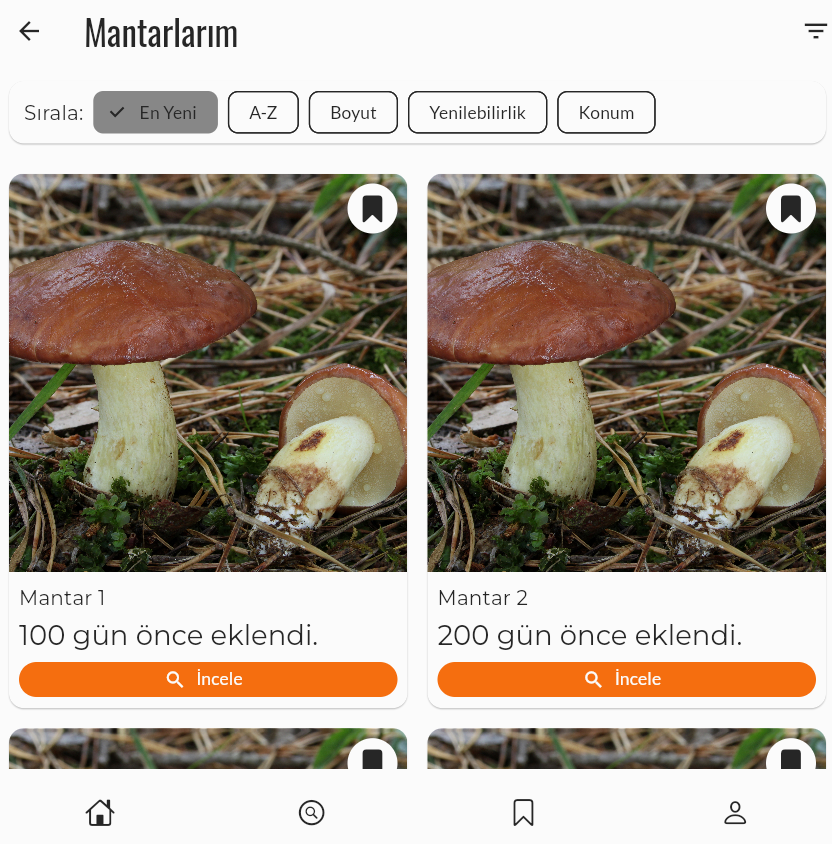 Mantarlarım
Sırala: En Yeni A-Z Boyut Yenilebilirlik Konum
Mantar 1
100 gün önce eklendi.
İncele
Mantar 2
200 gün önce eklendi.
İncele